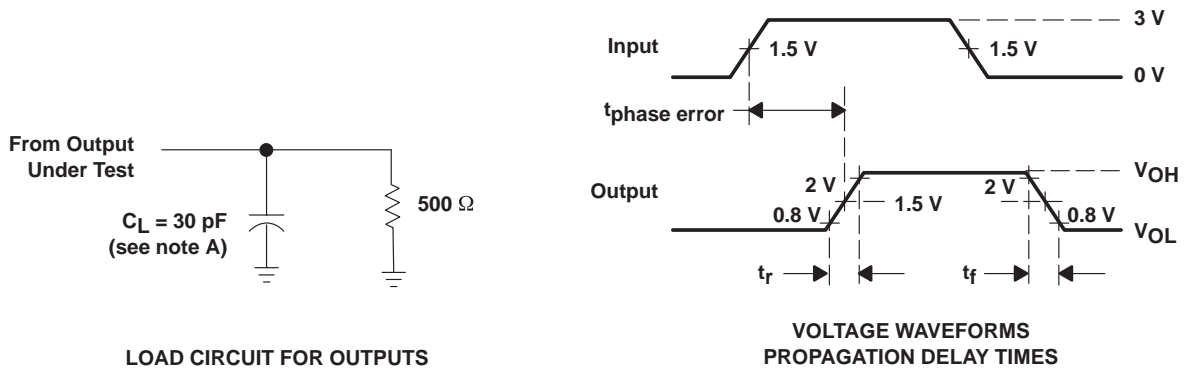 From Output
Under Test
CL = 30 pF
(see note A)
500 Ω
LOAD CIRCUIT FOR OUTPUTS
Input
1.5 V
1.5 V
3 V
0 V
tphase error
Output
2 V
0.8 V
1.5 V
2 V
0.8 V
VOH
VOL
tr
tf
VOLTAGE WAVEFORMS
PROPAGATION DELAY TIMES